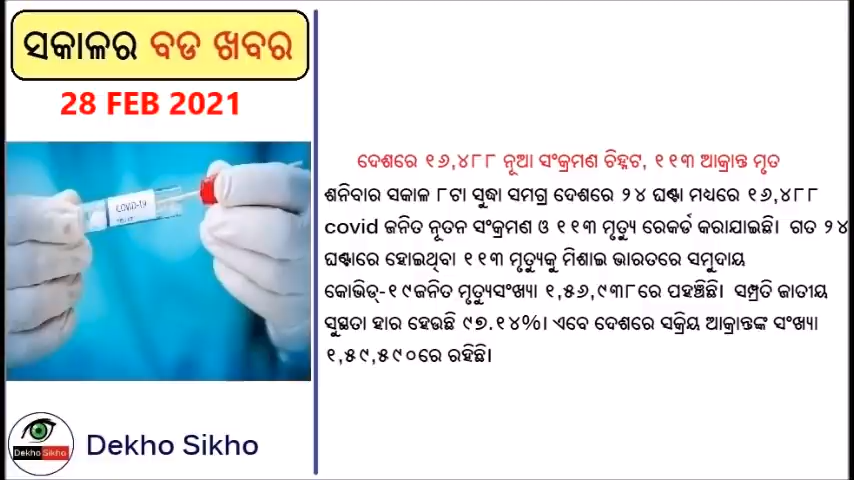 ସକାଳର ବଡ ଖବର
28 FEB 2021
COVID-19
ଦେଶରେ ୧୬,୪୮୮ ନୂଆ ସଂକ୍ରମଣ ଚିହ୍ନଟ, ୧୧୩ ଆକ୍ରାନ୍ତ ମୃତ
ଶନିବାର ସକାଳ ୮ଟା ସୁଦ୍ଧା ସମଗ୍ର ଦେଶରେ ୨୪ ଘଣ୍ଟା ମଧ୍ୟରେ ୧୬,୪୮୮
covid ଜନିତ ନୂତନ ସଂକ୍ରମଣ ଓ ୧୧୩ ମୃତ୍ୟୁ ରେକର୍ଡ କରାଯାଇଛି। ଗତ ୨୪
ଘଣ୍ଟାରେ ହୋଇଥିବା ୧୧୩ ମୃତ୍ୟୁକୁ ମିଶାଇ ଭାରତରେ ସମୁଦାୟ
କୋଭିଡ୍-୧୯ଜନିତ ମୃତ୍ୟୁସଂଖ୍ୟା ୧,୫୬,୯୩୮ରେ ପହଞ୍ଚିଛି। ସମ୍ପ୍ରତି ଜାତୀୟ
ସୁସ୍ଥତା ହାର ହେଉଛି ୯୭.୧୪%। ଏବେ ଦେଶରେ ସକ୍ରିୟ ଆକ୍ରାନ୍ତଙ୍କ ସଂଖ୍ୟା
୧,୫୯,୫୯୦ରେ ରହିଛି।
Dekho Sikho
Dekho Sikho